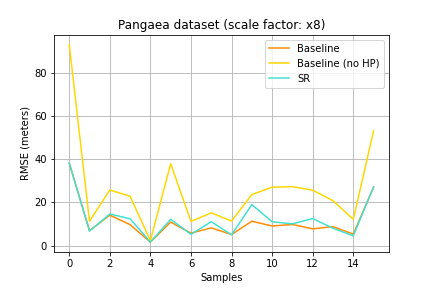 Pangaea dataset (scale factor: x8)
Baseline
Baseline (no HP)
SR
RMSE (meters)
80
60
40
20
0
0 2 4 6 8 10 12 14
Samples